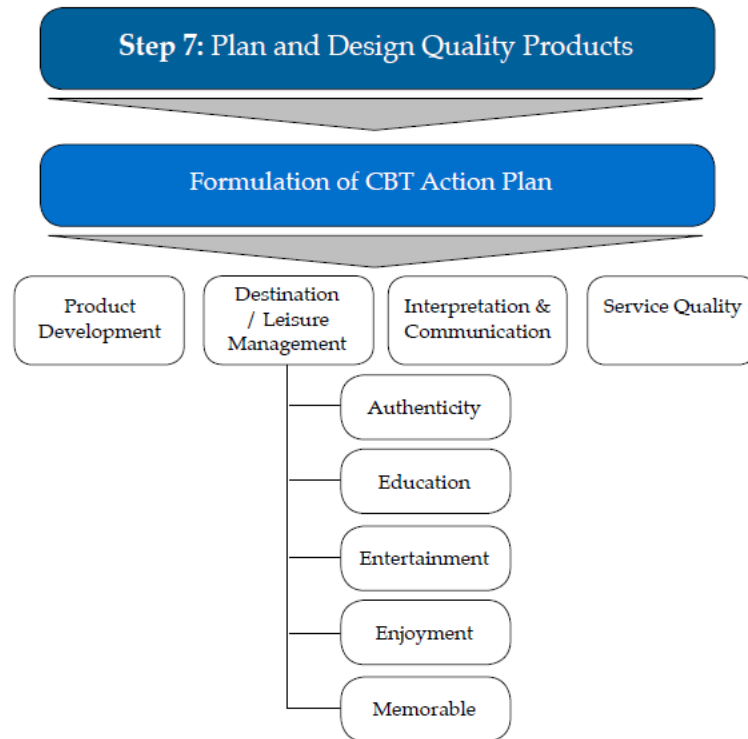 Step 7: Plan and Design Quality Products
Formulation of CBT Action Plan
Product
Development
Destination
/ Leisure
Management
Interpretation &
Communication
Service Quality
Authenticity
Education
Entertainment
Enjoyment
Memorable